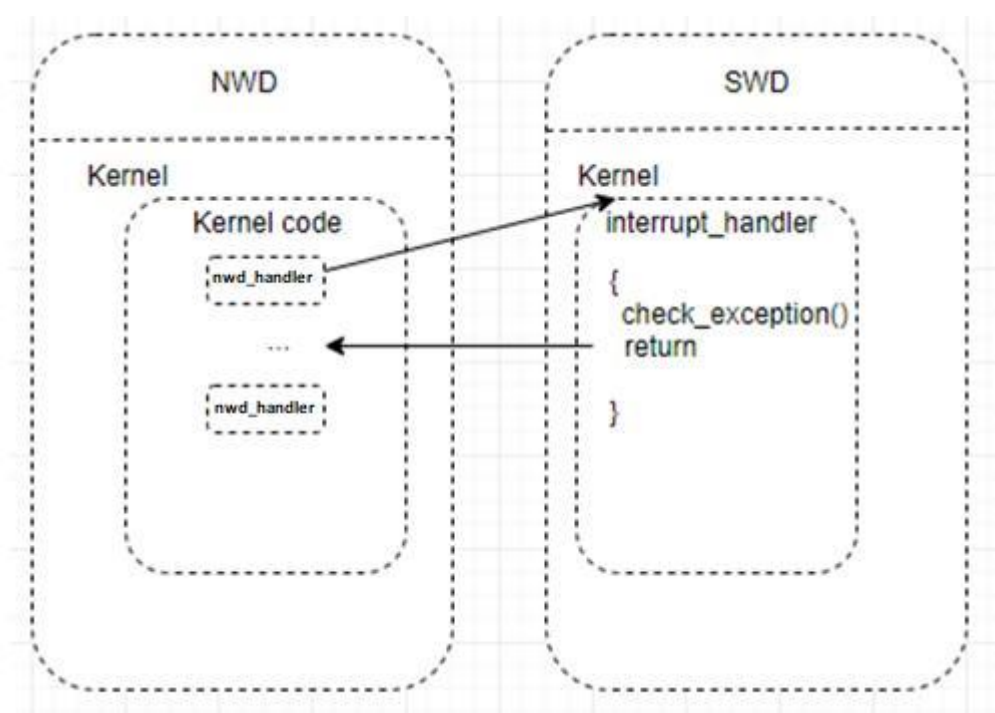 NWD
Kernel
Kernel code
nwd_handler
...
nwd_handler
SWD
Kernel
interrupt_handler
{
check_exception()
return
}